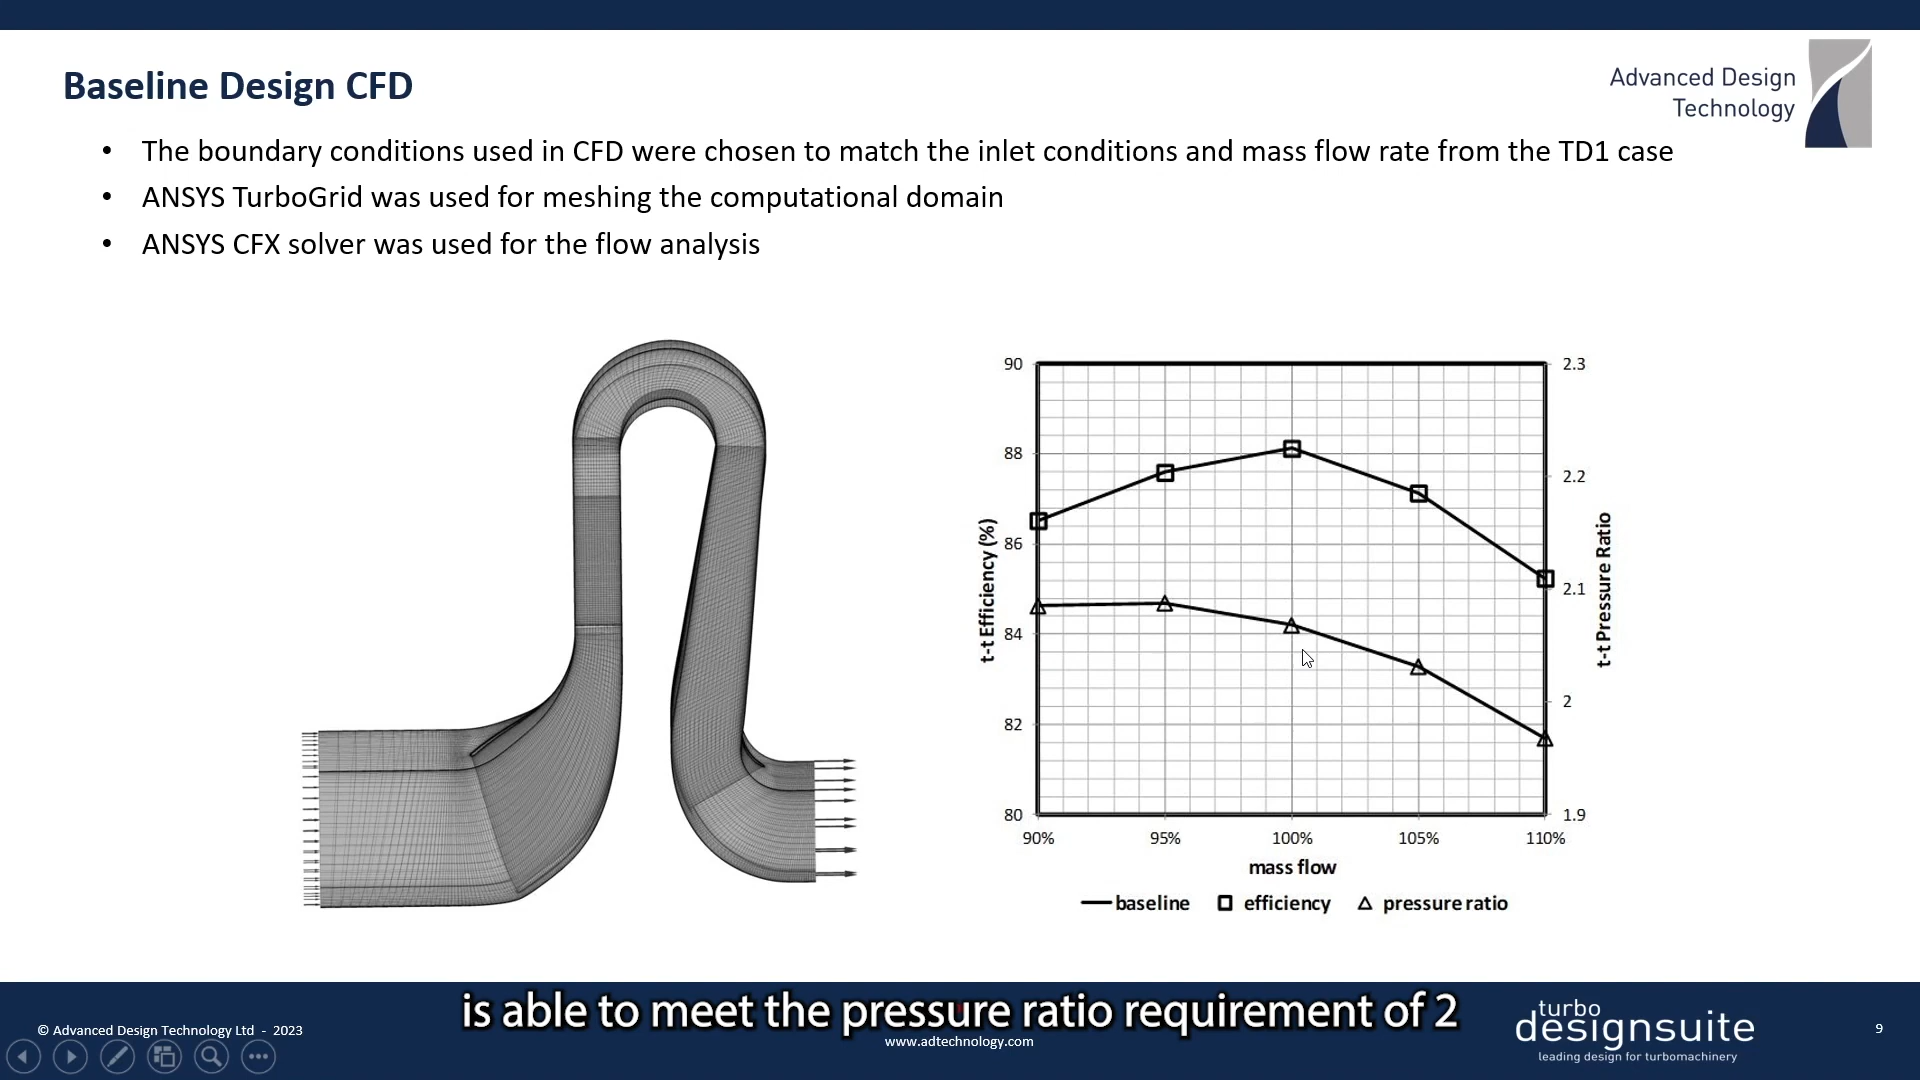 Baseline Design CFD
Advanced Design
Technology
• The boundary conditions used in CFD were chosen to match the inlet conditions and mass flow rate from the TD1 case
• ANSYS TurboGrid was used for meshing the computational domain
• ANSYS CFX solver was used for the flow analysis
90
88
86
84
82
80
t-t Efficiency (%)
2.3
2.2
2.1
2
1.9
t-t Pressure Ratio
90% 95% 100% 105% 110%
mass flow
baseline efficiency pressure ratio
is able to meet the pressure ratio requirement of 2
© Advanced Design Technology Ltd - 2023
www.adtechnology.com
turbo
designsuite
leading design for turbomachinery
9